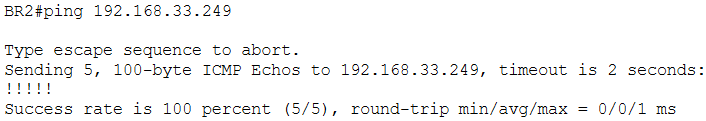 BR2#ping 192.168.33.249
Type escape sequence to abort.
Sending 5, 100-byte ICMP Echos to 192.168.33.249, timeout is 2 seconds:
!!!!!
Success rate is 100 percent (5/5), round-trip min/avg/max = 0/0/1 ms